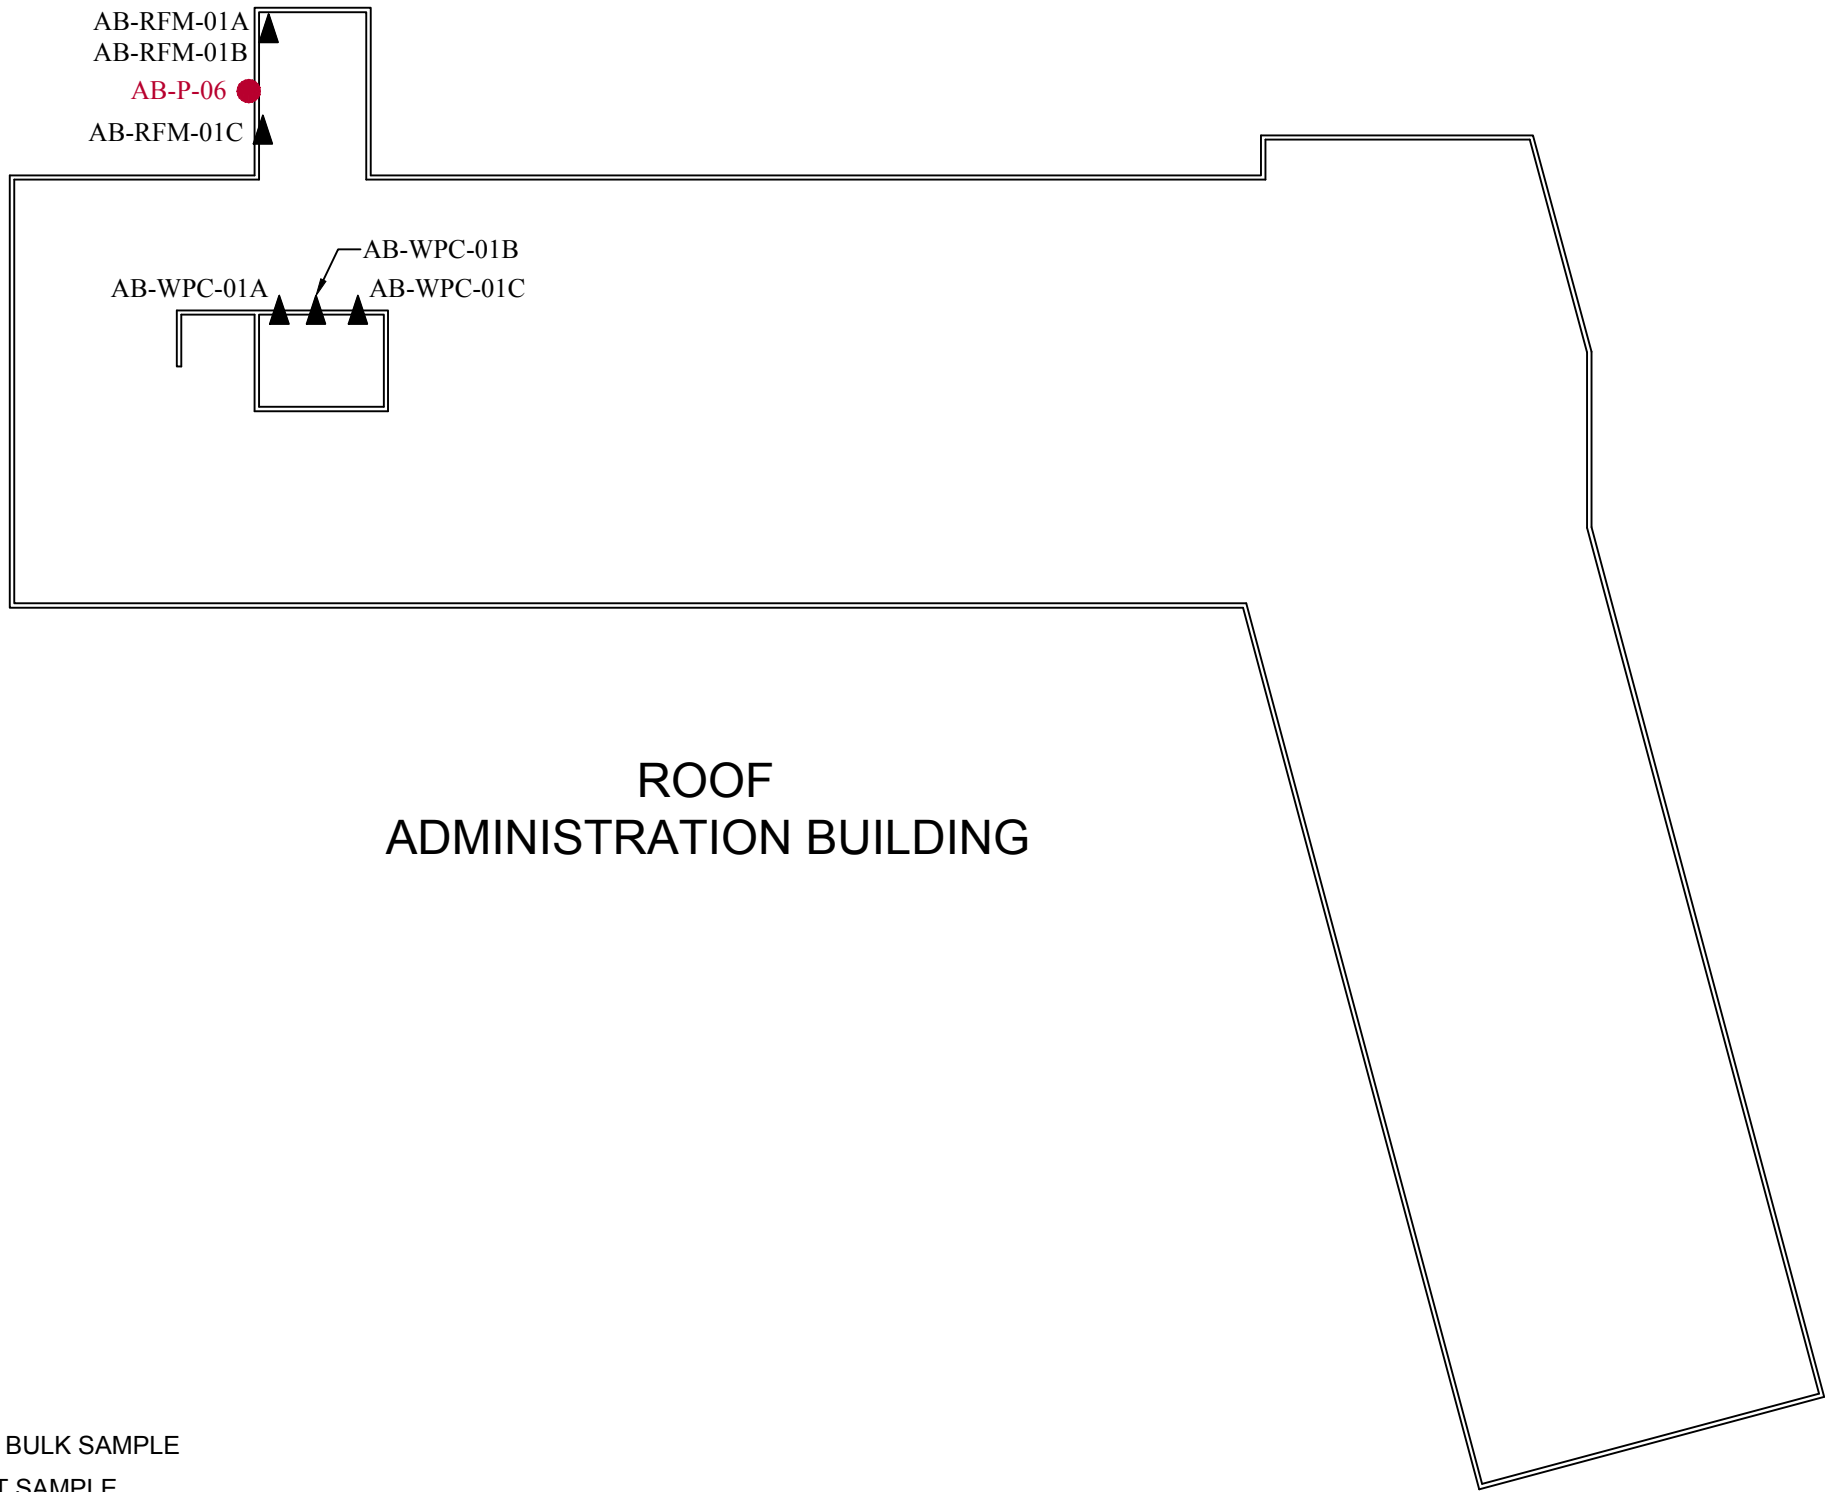 AB-RFM-01A
AB-RFM-01B
AB-P-06
AB-RFM-01C
AB-WPC-01B
AB-WPC-01A
AB-WPC-01C
ROOF
ADMINISTRATION BUILDING
BULK SAMPLE
SAMPLE